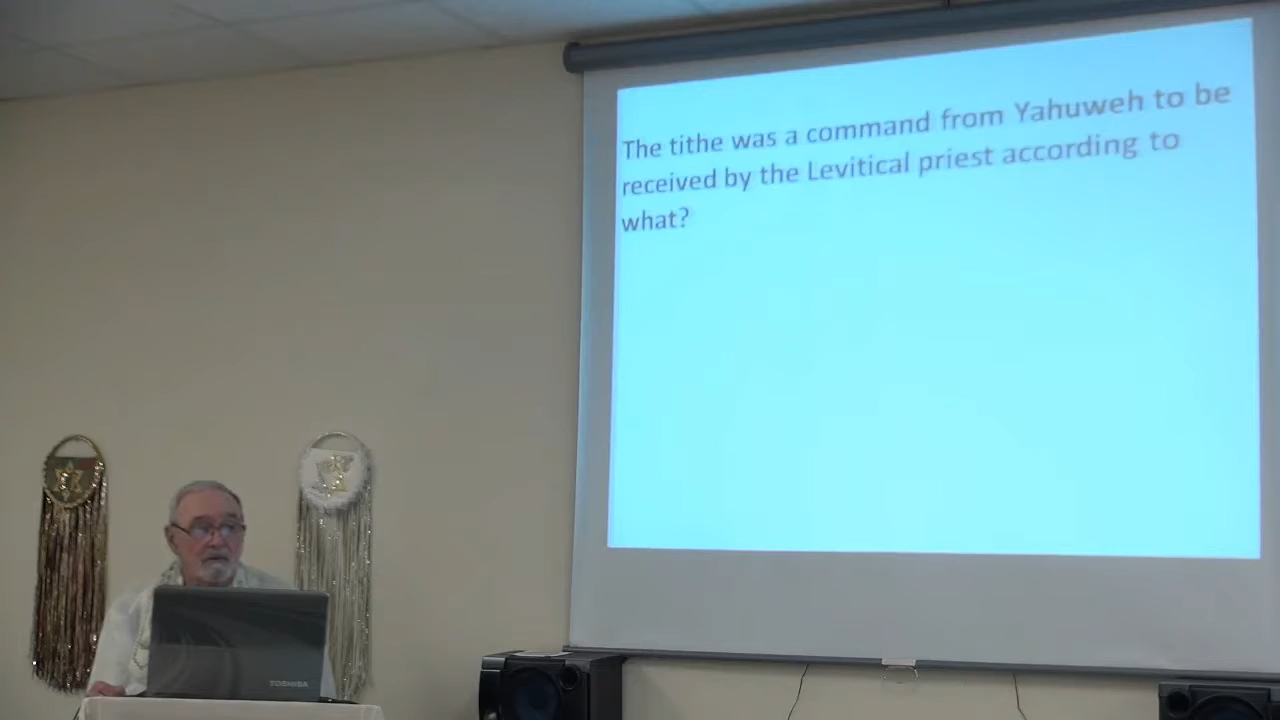 The tithe was a command from Yahuweh to be
received by the Levitical priest according to
what?
TOSHIBA